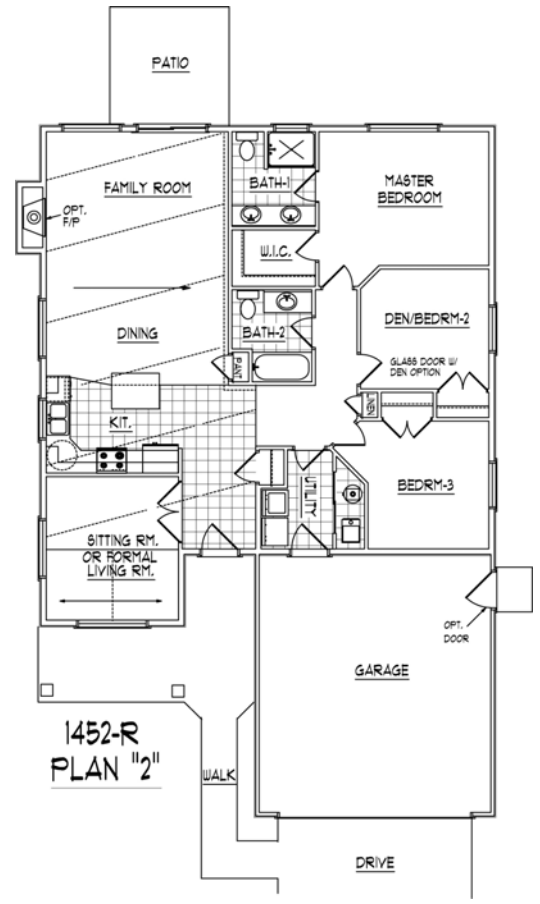 PATIO
FAMILY ROOM
OPT.
F/P
BATH-1
MASTER
BEDROOM
W.I.C.
DINING
BATH-2
DEN/BEDRM-2
GLASS DOOR W/
DEN OPTION
PANT
LINEN
KIT.
UTILITY
BEDRM-3
SITTING RM.
OR FORMAL
LIVING RM.
OPT.
DOOR
GARAGE
1452-R
PLAN "2"
WALK
DRIVE